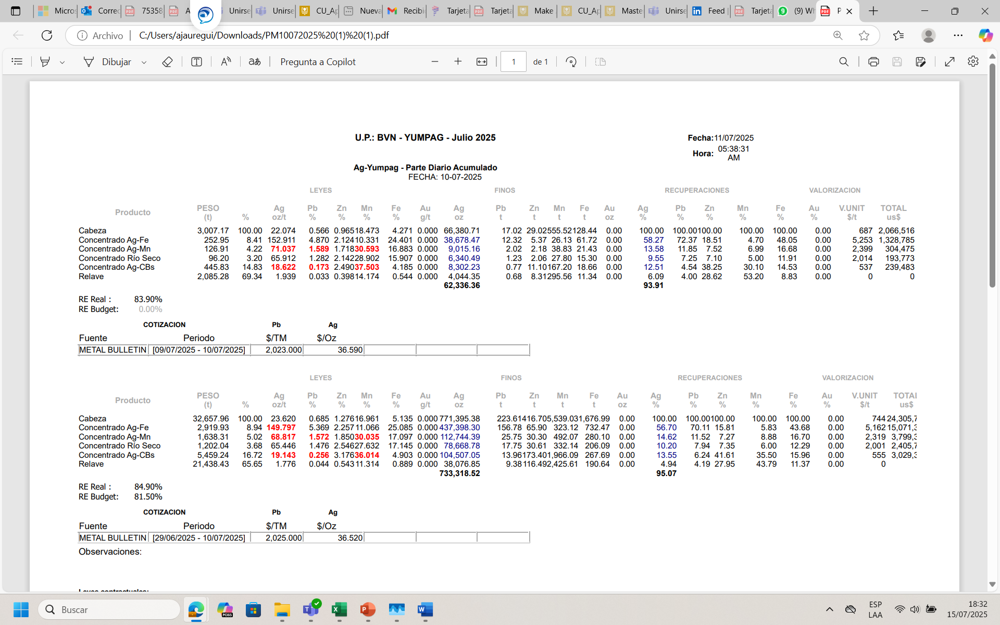 Micros
Correo
75358
A
Unirse
Unirse
CU_Ap
Nueva
Recibi
Tarjeta
Tarjeta
Make
CU_Ap
Maste
Unirse
Feed
Tarjeta
(9) Wh
P
Archivo
C:/Users/ajauregui/Downloads/PM10072025%20(1)%20(1).pdf
Dibujar
Pregunta a Copilot
1 de 1
U.P.: BVN - YUMPAG - Julio 2025
Fecha:11/07/2025
Hora: 05:38:31 AM
Ag-Yumpag - Parte Diario Acumulado
FECHA: 10-07-2025
LEYES FINOS RECUPERACIONES VALORIZACION
Producto PESO Ag Pb Zn Mn Fe Au Ag Pb Zn Mn Fe Au Ag Pb Zn Mn Fe Au V.UNIT TOTAL
(t) % oz/t % % % % g/t oz t t t t oz % % % % % % $/t us$
Cabeza 3,007.17 100.00 22.074 0.566 0.965 18.473 4.271 0.000 66,380.71 17.02 29.02 555.52 128.44 0.00 100.00 100.00 100.00 100.00 100.00 0.00 687 2,066,516
Concentrado Ag-Fe 252.95 8.41 152.911 4.870 2.124 10.331 24.401 0.000 38,678.47 12.32 5.37 26.13 61.72 0.00 58.27 72.37 18.51 4.70 48.05 0.00 5,253 1,328,785
Concentrado Ag-Mn 126.91 4.22 71.037 1.589 1.718 30.593 16.883 0.000 9,015.16 2.02 2.18 38.83 21.43 0.00 13.58 11.85 7.52 6.99 16.68 0.00 2,399 304,475
Concentrado Río Seco 96.20 3.20 65.912 1.282 2.142 28.902 15.907 0.000 6,340.49 1.23 2.06 27.80 15.30 0.00 9.55 7.25 7.10 5.00 11.91 0.00 2,014 193,773
Concentrado Ag-CBs 445.83 14.83 18.622 0.173 2.490 37.503 4.185 0.000 8,302.23 0.77 11.10 167.20 18.66 0.00 12.51 4.54 38.25 30.10 14.53 0.00 537 239,483
Relave 2,085.28 69.34 1.939 0.033 0.398 14.174 0.544 0.000 4,044.35 0.68 8.31 295.56 11.34 0.00 6.09 4.00 28.62 53.20 8.83 0.00 0 0
62,336.36 93.91
RE Real : 83.90%
RE Budget: 0.00%
COTIZACION Pb Ag
Fuente Periodo $/TM $/Oz
METAL BULLETIN [09/07/2025 - 10/07/2025] 2,023.000 36.590
LEYES FINOS RECUPERACIONES VALORIZACION
Producto PESO Ag Pb Zn Mn Fe Au Ag Pb Zn Mn Fe Au Ag Pb Zn Mn Fe Au V.UNIT TOTAL
(t) % oz/t % % % % g/t oz t t t t oz % % % % % % $/t us$
Cabeza 32,657.96 100.00 23.620 0.685 1.276 16.961 5.135 0.000 771,395.38 223.61 416.70 5,539.03 1,676.99 0.00 100.00 100.00 100.00 100.00 100.00 0.00 744 24,305,7
Concentrado Ag-Fe 2,919.93 8.94 149.797 5.369 2.257 11.066 25.085 0.000 437,398.30 156.78 65.90 323.12 732.47 0.00 56.70 70.11 15.81 5.83 43.68 0.00 5,162 15,071,3
Concentrado Ag-Mn 1,638.31 5.02 68.817 1.572 1.850 30.035 17.097 0.000 112,744.39 25.75 30.30 492.07 280.10 0.00 14.62 11.52 7.27 8.88 16.70 0.00 2,319 3,799,3
Concentrado Río Seco 1,202.04 3.68 65.446 1.476 2.546 27.632 17.145 0.000 78,668.78 17.75 30.61 332.14 206.09 0.00 10.20 7.94 7.35 6.00 12.29 0.00 2,001 2,405,7
Concentrado Ag-CBs 5,459.24 16.72 19.143 0.256 3.176 36.014 4.903 0.000 104,507.05 13.96 173.40 1,966.09 267.69 0.00 13.55 6.24 41.61 35.50 15.96 0.00 555 3,029,3
Relave 21,438.43 65.65 1.776 0.044 0.543 11.314 0.889 0.000 38,076.85 9.38 116.49 2,425.61 190.64 0.00 4.94 4.19 27.95 43.79 11.37 0.00 0
733,318.52 95.07
RE Real : 84.90%
RE Budget: 81.50%
COTIZACION Pb Ag
Fuente Periodo $/TM $/Oz
METAL BULLETIN [29/06/2025 - 10/07/2025] 2,025.000 36.520
Observaciones:
Leyes contractuales:
Buscar
ESP
LAA
18:32
15/07/2025